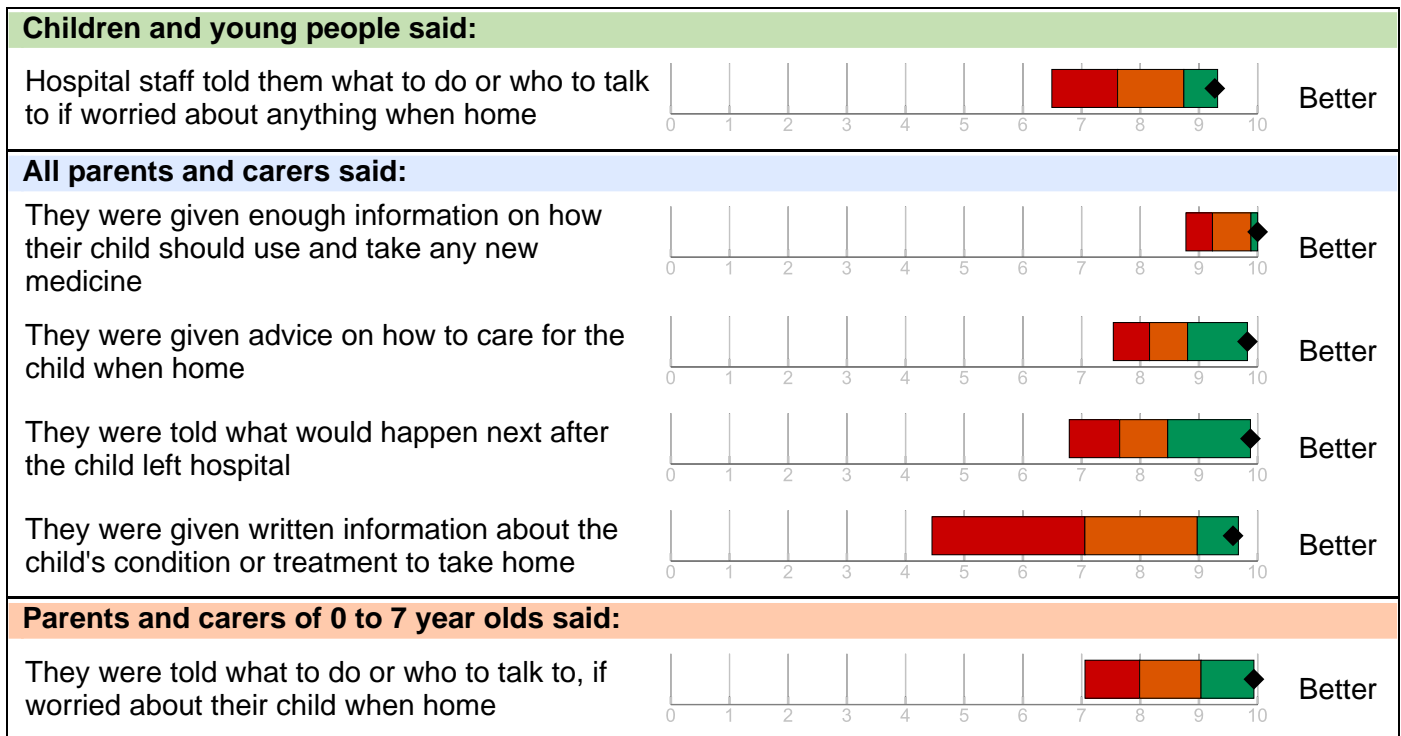 Children and young people said:
Hospital staff told them what to do or who to talk
to if worried about anything when home
0 1 2 3 4 5 6 7 8 9 10
Better
All parents and carers said:
They were given enough information on how
their child should use and take any new
medicine
0 1 2 3 4 5 6 7 8 9 10
Better
They were given advice on how to care for the
child when home
0 1 2 3 4 5 6 7 8 9 10
Better
They were told what would happen next after
the child left hospital
0 1 2 3 4 5 6 7 8 9 10
Better
They were given written information about the
child's condition or treatment to take home
0 1 2 3 4 5 6 7 8 9 10
Better
Parents and carers of 0 to 7 year olds said:
They were told what to do or who to talk to, if
worried about their child when home
0 1 2 3 4 5 6 7 8 9 10
Better